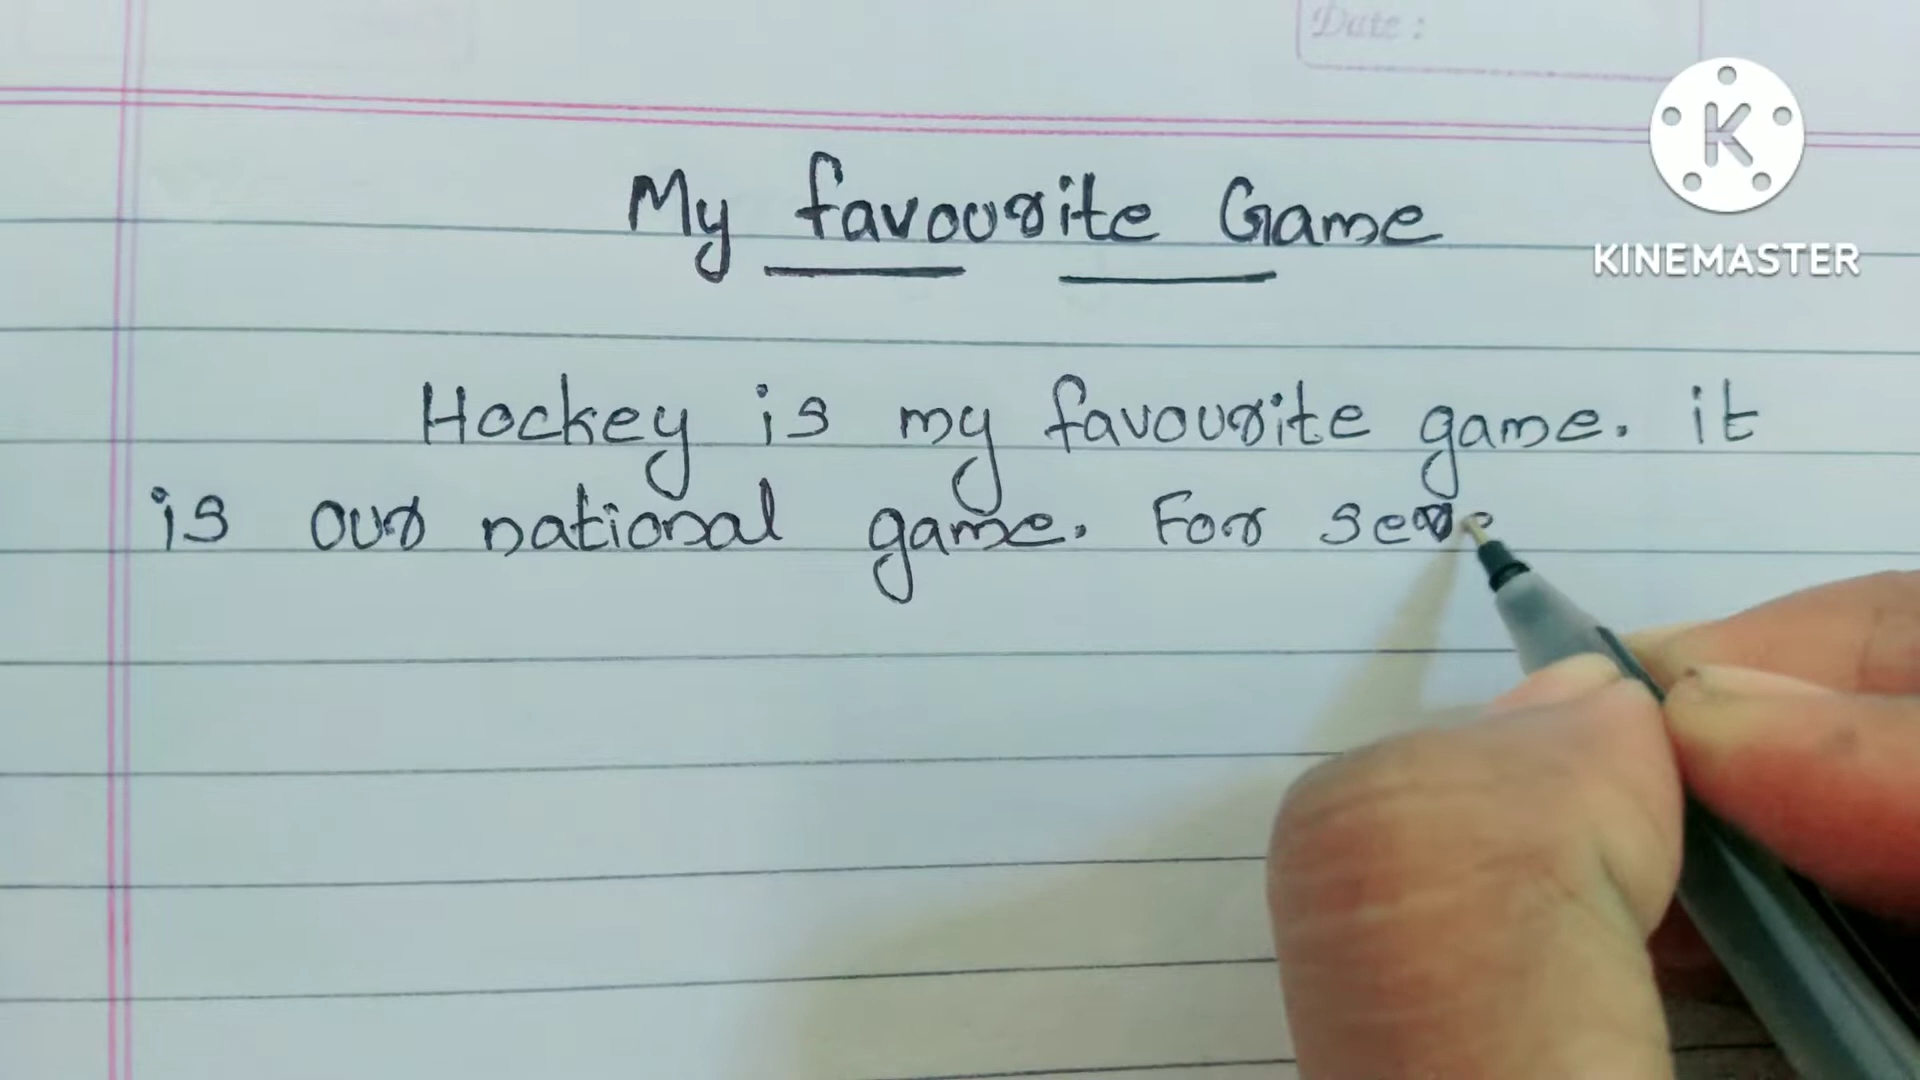 Date :
KINEMASTER
My favourite Game
Hockey is my favourite game. it
is our national game. For